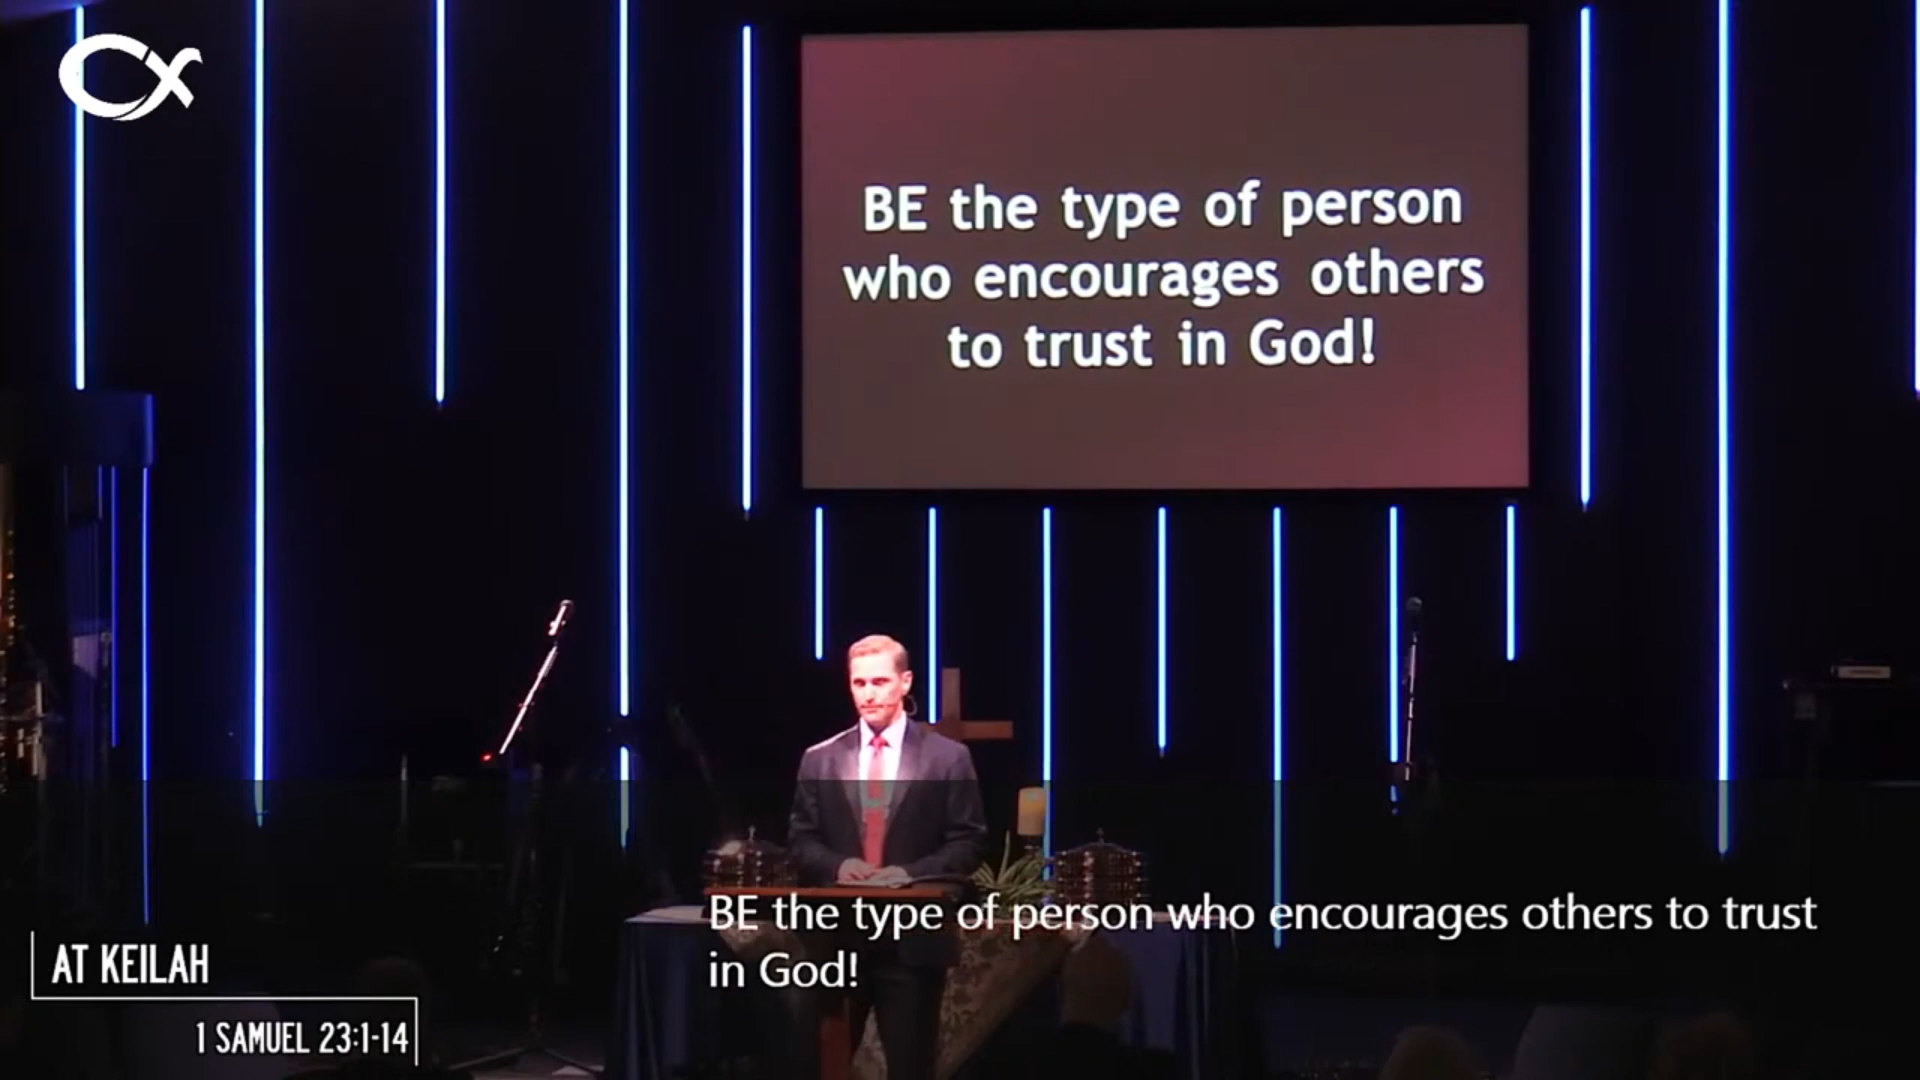 BE the type of person
who encourages others
to trust in God!
BE the type of person who encourages others to trust
in God!
AT KEILAH
1 SAMUEL 23:1-14